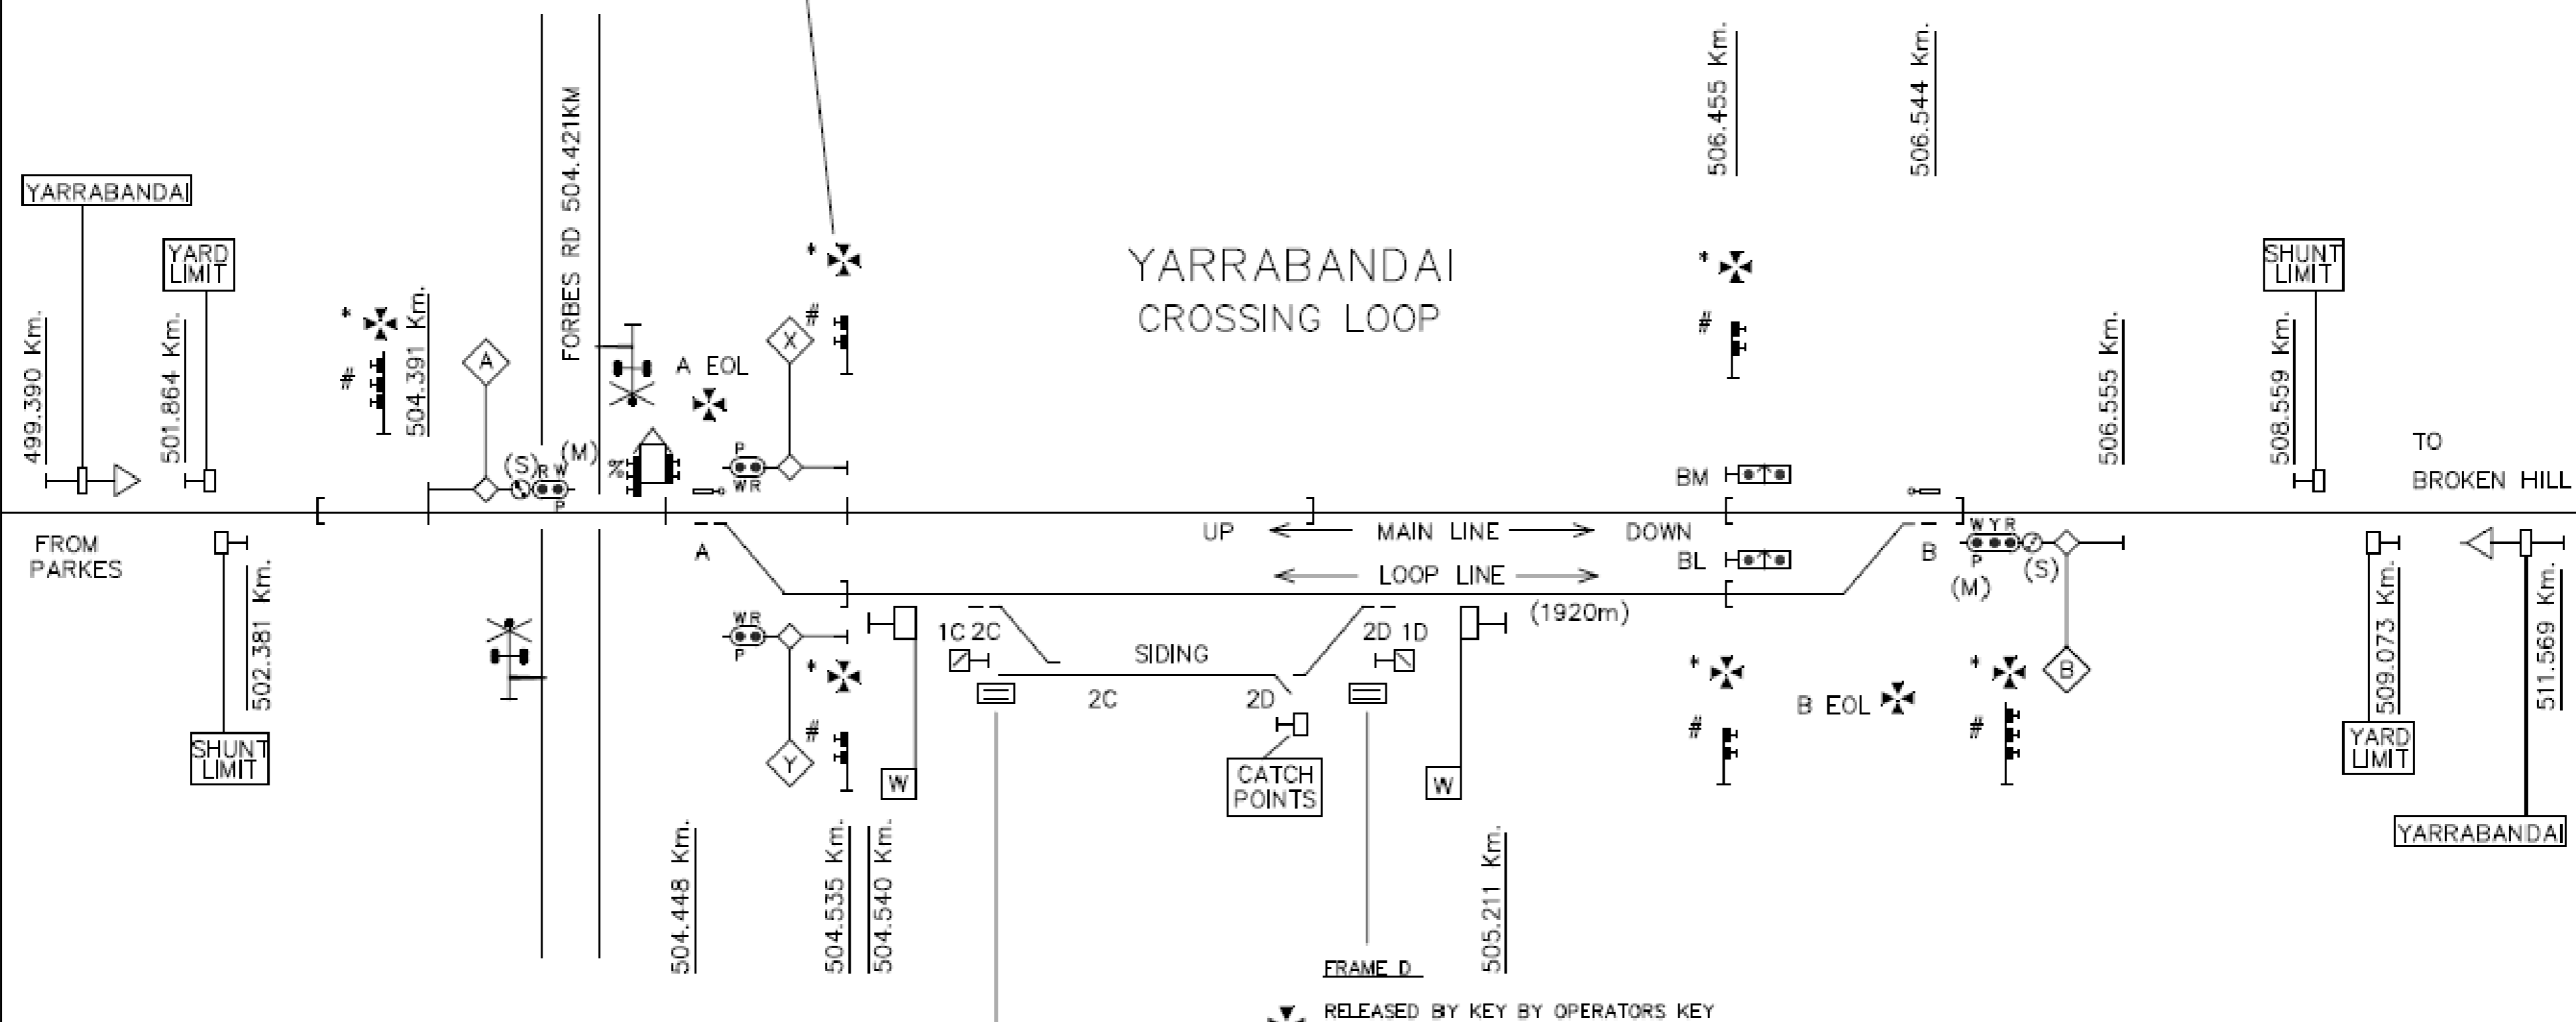 YARRABANDAI
CROSSING LOOP
YARRABANDAI
YARD
LIMIT
499.390 Km.
501.864 Km.
*
#
504.391 Km.
A
FORBES RD 504.421KM
(S)
R W
P
(M)
%
A EOL
X
*
#
P
W R
506.455 Km.
506.544 Km.
*
#
BM
506.555 Km.
508.559 Km.
SHUNT
LIMIT
TO
BROKEN HILL
FROM
PARKES
502.381 Km.
SHUNT
LIMIT
A
UP
MAIN LINE
DOWN
LOOP LINE
(1920m)
BL
B
W Y R
P
(M)
(S)
B
W R
P
Y
*
#
W
1C 2C
SIDING
2C
2D
2D 1D
CATCH
POINTS
W
*
#
B EOL
*
#
509.073 Km.
YARD
LIMIT
511.569 Km.
YARRABANDAI
504.448 Km.
504.535 Km.
504.540 Km.
505.211 Km.
FRAME D
RELEASED BY KEY BY OPERATORS KEY